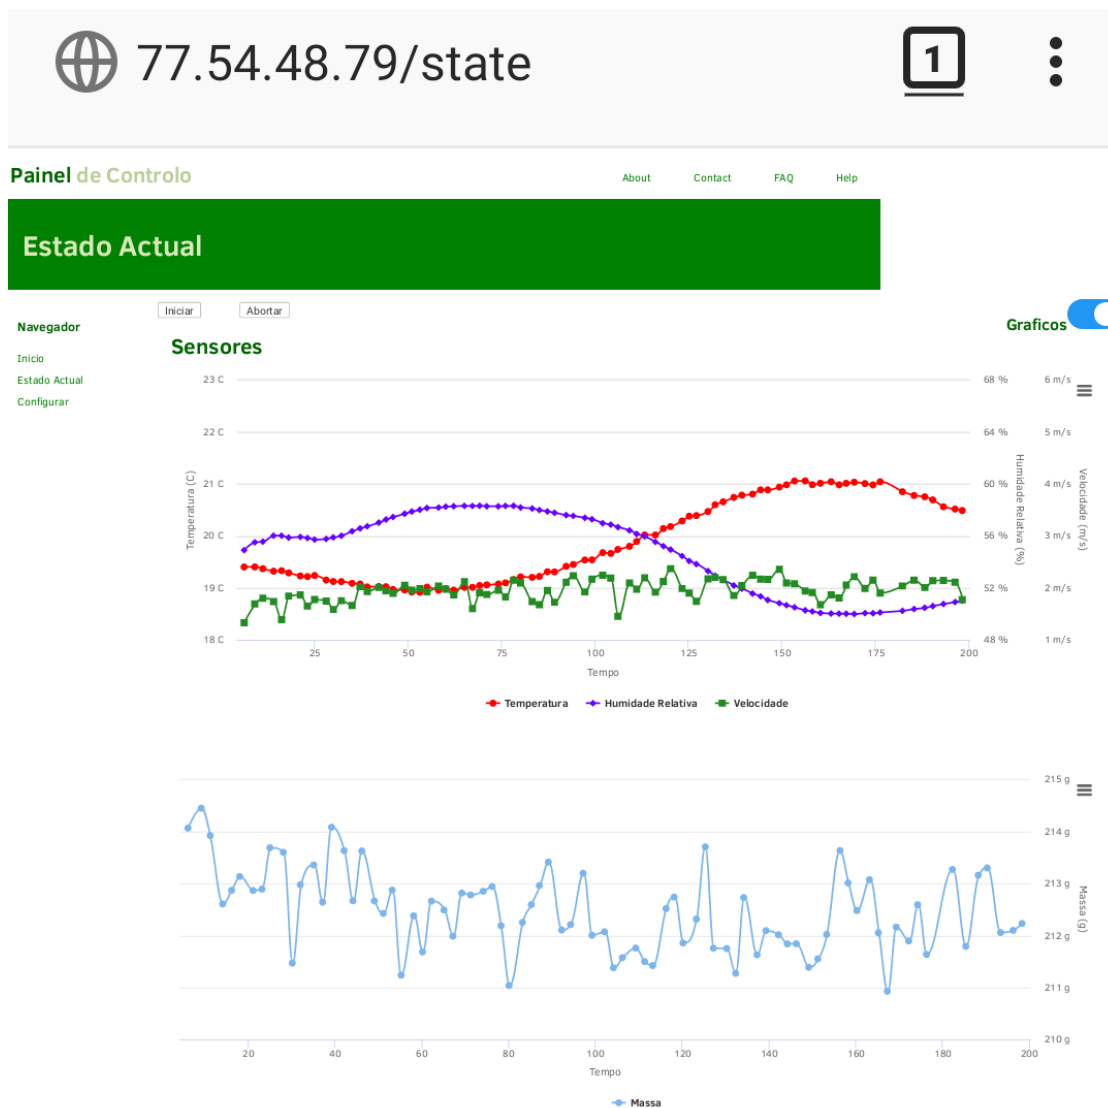 77.54.48.79/state
1
Painel de Controlo
About Contact FAQ Help
Estado Actual
Iniciar Abortar
Navegador
Graficos
Sensores
Inicio
Estado Actual
Configurar
23 C 68 % 6 m/s
22 C 64 % 5 m/s
21 C 60 % 4 m/s
20 C 56 % 3 m/s
19 C 52 % 2 m/s
18 C 48 % 1 m/s
Temperatura (C)
Humidade Relativa (%)
Velocidade (m/s)
25 50 75 100 125 150 175 200
Tempo
Temperatura Humidade Relativa Velocidade
215 g
214 g
213 g
212 g
211 g
210 g
Massa (g)
20 40 60 80 100 120 140 160 180 200
Tempo
Massa